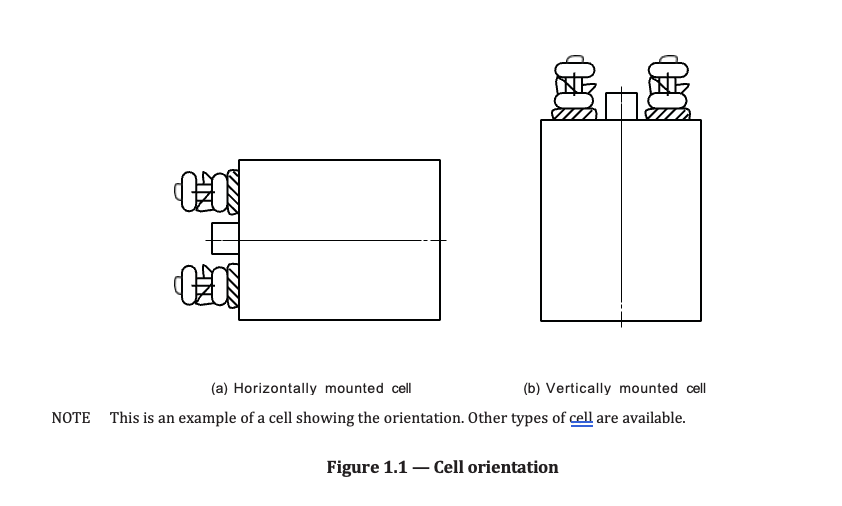 (a) Horizontally mounted cell
(b) Vertically mounted cell
NOTE This is an example of a cell showing the orientation. Other types of cell are available.
Figure 1.1 — Cell orientation